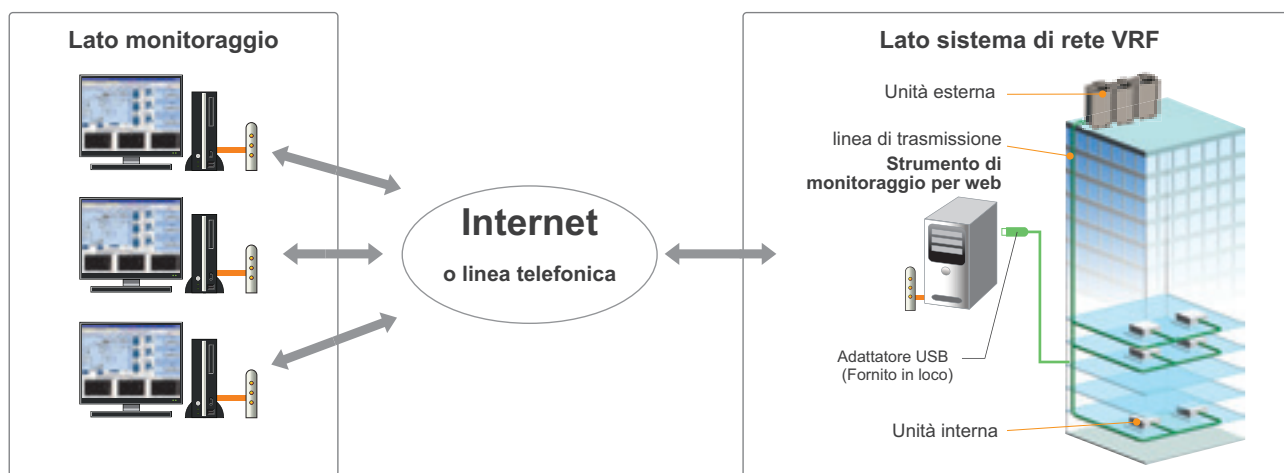 Lato monitoraggio
Internet
o linea telefonica
Lato sistema di rete VRF
Unità esterna
linea di trasmissione
Strumento di
monitoraggio per web
Adattatore USB
(Fornito in loco)
Unità interna